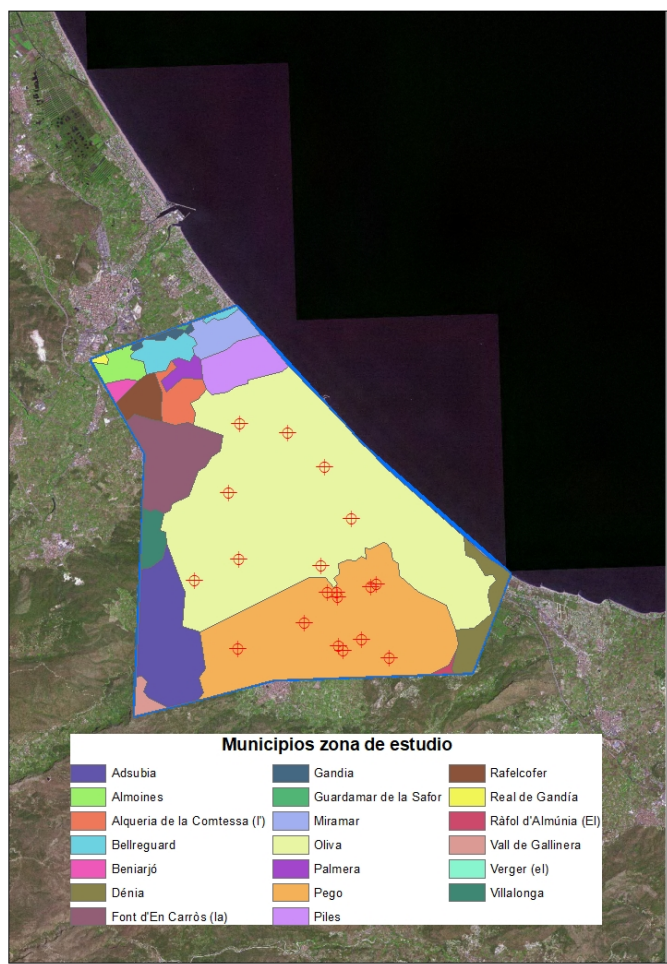 Municipios zona de estudio
Adsubia
Almoines
Alqueria de la Comtessa (l')
Bellreguard
Beniarjó
Dénia
Font d'En Carròs (la)
Gandia
Guardamar de la Safor
Miramar
Oliva
Palmera
Pego
Piles
Rafelcofer
Real de Gandía
Ràfol d'Almúnia (El)
Vall de Gallinera
Verger (el)
Villalonga